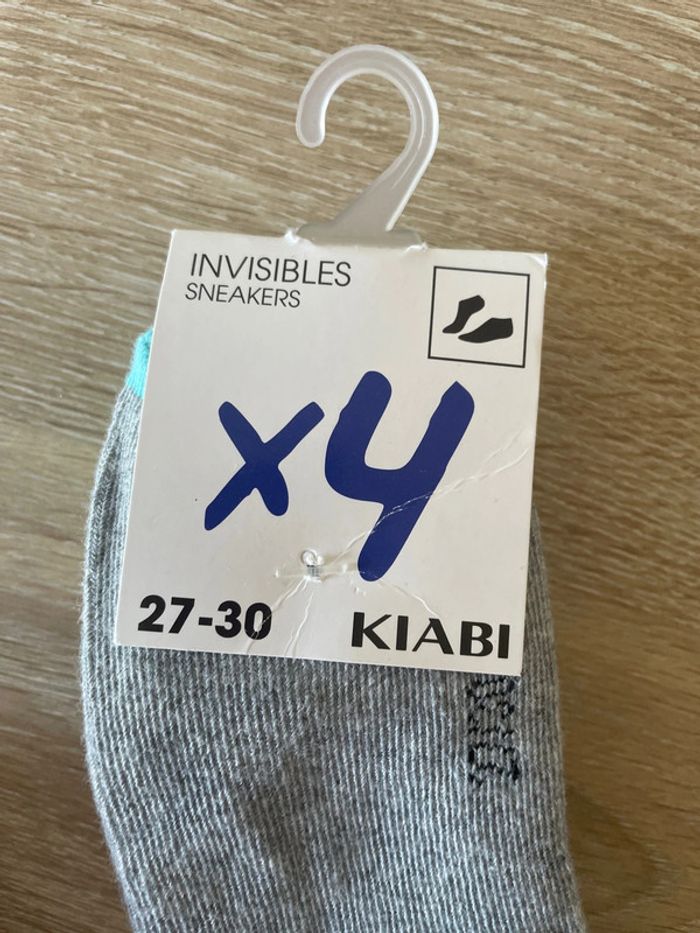 INVISIBLES
SNEAKERS
x4
27-30
KIABI